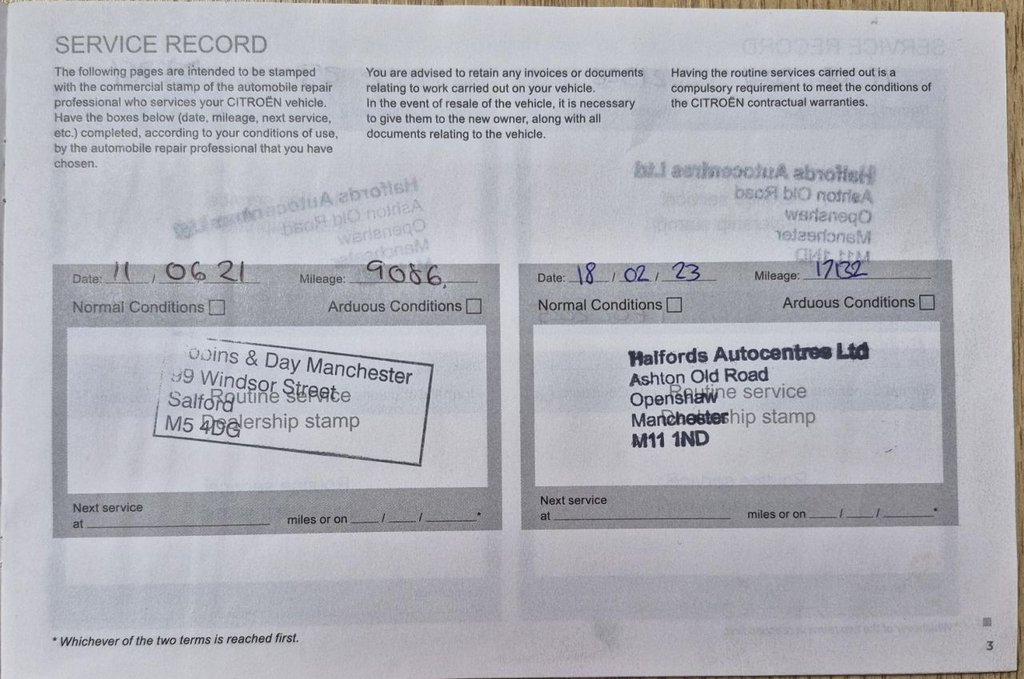 SERVICE RECORD
The following pages are intended to be stamped
with the commercial stamp of the automobile repair
professional who services your CITROËN vehicle.
Have the boxes below (date, mileage, next service,
etc.) completed, according to your conditions of use,
by the automobile repair professional that you have
chosen.
You are advised to retain any invoices or documents
relating to work carried out on your vehicle.
In the event of resale of the vehicle, it is necessary
to give them to the new owner, along with all
documents relating to the vehicle.
Having the routine services carried out is a
compulsory requirement to meet the conditions of
the CITROËN contractual warranties.
Date: 11 / 06 21 Mileage: 9086
Normal Conditions Arduous Conditions
& Day Manchester
Windsor Street
Salford
M5 4DG
Routine service
Dealership stamp
Next service
at miles or on / / *
Date: 18 / 02 / 23 Mileage: 17132
Normal Conditions Arduous Conditions
Halfords Autocentres Ltd
Ashton Old Road
Openshaw
Manchester
M11 1ND
Routine service
Dealership stamp
Next service
at miles or on / / *
* Whichever of the two terms is reached first.
3